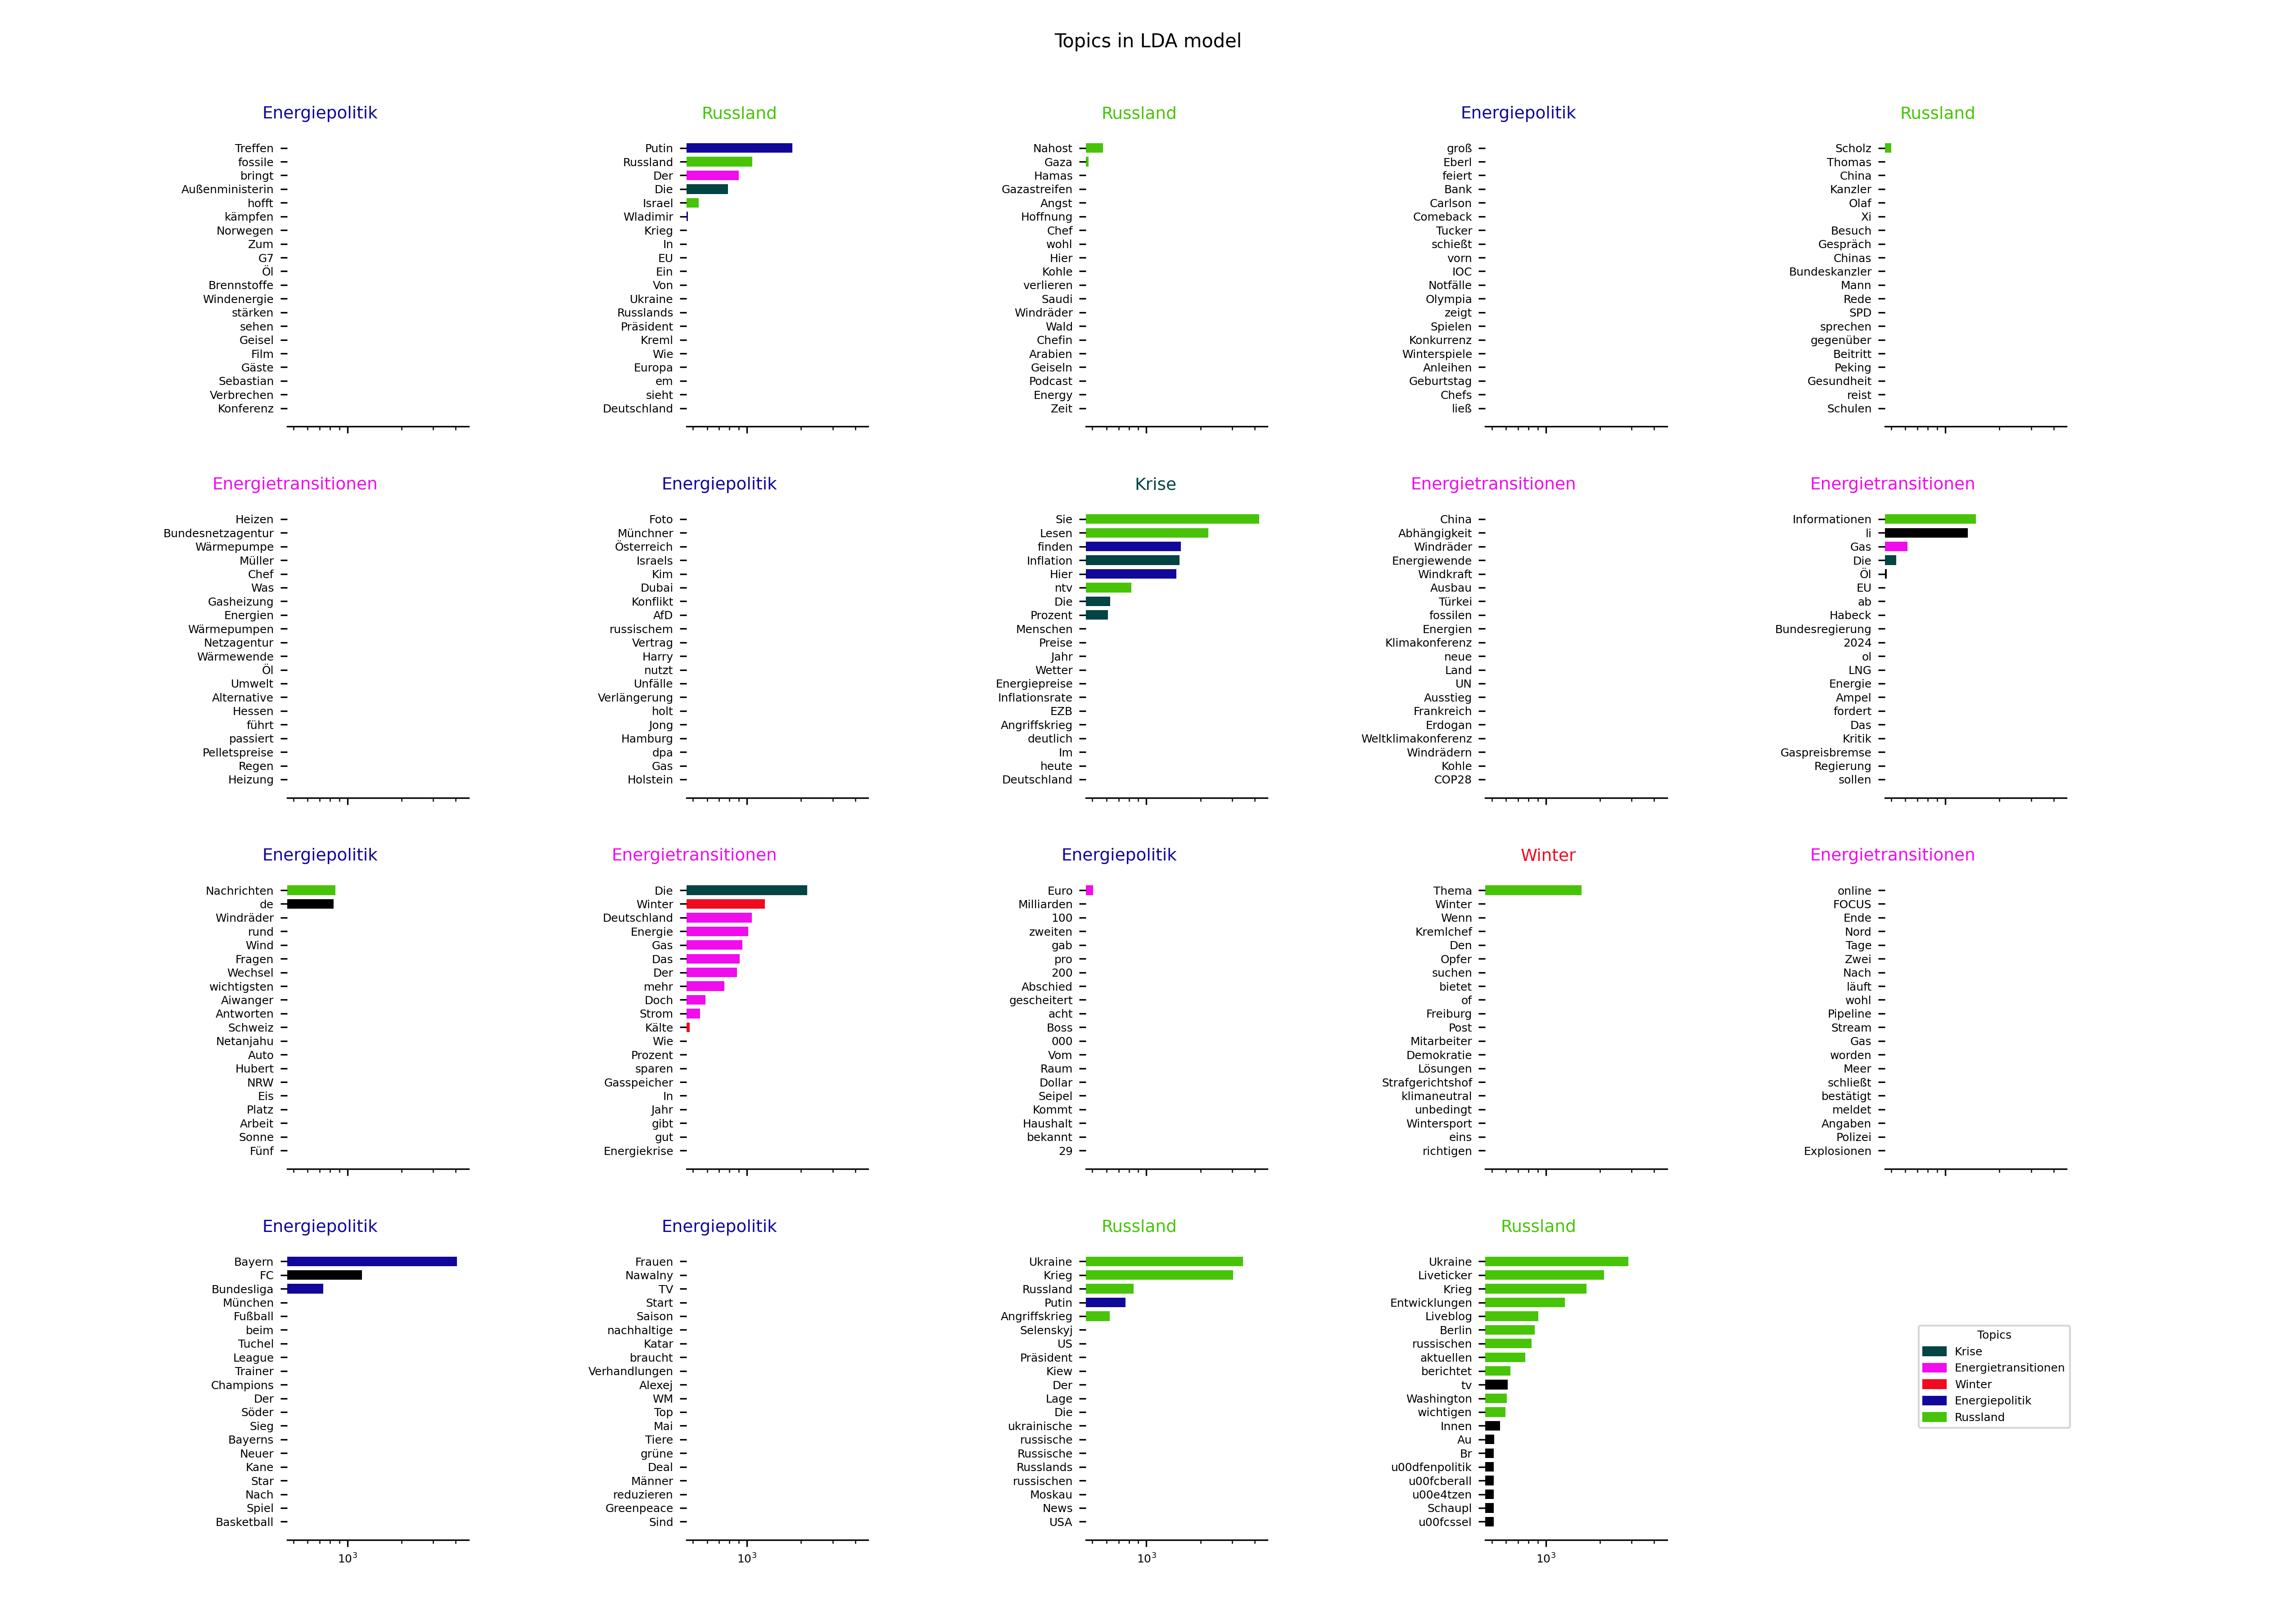 Topics in LDA model
Energiepolitik
Treffen
fossile
bringt
Außenministerin
hofft
kämpfen
Norwegen
Zum
G7
Öl
Brennstoffe
Windenergie
stärken
sehen
Geisel
Film
Gäste
Sebastian
Verbrechen
Konferenz
Russland
Putin
Russland
Der
Die
Israel
Wladimir
Krieg
In
EU
Ein
Von
Ukraine
Russlands
Präsident
Kreml
Wie
Europa
em
sieht
Deutschland
Russland
Nahost
Gaza
Hamas
Gazastreifen
Angst
Hoffnung
Chef
wohl
Hier
Kohle
verlieren
Saudi
Windräder
Wald
Chefin
Arabien
Geiseln
Podcast
Energy
Zeit
Energiepolitik
groß
Eberl
feiert
Bank
Carlson
Comeback
Tucker
schießt
vorn
IOC
Notfälle
Olympia
zeigt
Spielen
Konkurrenz
Winterspiele
Anleihen
Geburtstag
Chefs
ließ
Russland
Scholz
Thomas
China
Kanzler
Olaf
Xi
Besuch
Gespräch
Chinas
Bundeskanzler
Mann
Rede
SPD
sprechen
gegenüber
Beitritt
Peking
Gesundheit
reist
Schulen
Energietransitionen
Heizen
Bundesnetzagentur
Wärmepumpe
Müller
Chef
Was
Gasheizung
Energien
Wärmepumpen
Netzagentur
Wärmewende
Öl
Umwelt
Alternative
Hessen
führt
passiert
Pelletspreise
Regen
Heizung
Energiepolitik
Foto
Münchner
Österreich
Israels
Kim
Dubai
Konflikt
AfD
russischem
Vertrag
Harry
nutzt
Unfälle
Verlängerung
holt
Jong
Hamburg
dpa
Gas
Holstein
Krise
Sie
Lesen
finden
Inflation
Hier
ntv
Die
Prozent
Menschen
Preise
Jahr
Wetter
Energiepreise
Inflationsrate
EZB
Angriffskrieg
deutlich
Im
heute
Deutschland
Energietransitionen
China
Abhängigkeit
Windräder
Energiewende
Windkraft
Ausbau
Türkei
fossilen
Energien
Klimakonferenz
neue
Land
UN
Ausstieg
Frankreich
Erdogan
Weltklimakonferenz
Windrädern
Kohle
COP28
Energietransitionen
Informationen
li
Gas
Die
Öl
EU
ab
Habeck
Bundesregierung
2024
ol
LNG
Energie
Ampel
fordert
Das
Kritik
Gaspreisbremse
Regierung
sollen
Energiepolitik
Nachrichten
de
Windräder
rund
Wind
Fragen
Wechsel
wichtigsten
Aiwanger
Antworten
Schweiz
Netanjahu
Auto
Hubert
NRW
Eis
Platz
Arbeit
Sonne
Fünf
Energietransitionen
Die
Winter
Deutschland
Energie
Gas
Das
Der
mehr
Doch
Strom
Kälte
Wie
Prozent
sparen
Gasspeicher
In
Jahr
gibt
gut
Energiekrise
Energiepolitik
Euro
Milliarden
100
zweiten
gab
pro
200
Abschied
gescheitert
acht
Boss
000
Vom
Raum
Dollar
Seipel
Kommt
Haushalt
bekannt
29
Winter
Thema
Winter
Wenn
Kremlchef
Den
Opfer
suchen
bietet
of
Freiburg
Post
Mitarbeiter
Demokratie
Lösungen
Strafgerichtshof
klimaneutral
unbedingt
Wintersport
eins
richtigen
Energietransitionen
online
FOCUS
Ende
Nord
Tage
Zwei
Nach
läuft
wohl
Pipeline
Stream
Gas
worden
Meer
schließt
bestätigt
meldet
Angaben
Polizei
Explosionen
Energiepolitik
Bayern
FC
Bundesliga
München
Fußball
beim
Tuchel
League
Trainer
Champions
Der
Söder
Sieg
Bayerns
Neuer
Kane
Star
Nach
Spiel
Basketball
10³
Energiepolitik
Frauen
Nawalny
TV
Start
Saison
nachhaltige
Katar
braucht
Verhandlungen
Alexej
WM
Top
Mai
Tiere
grüne
Deal
Männer
reduzieren
Greenpeace
Sind
10³
Russland
Ukraine
Krieg
Russland
Putin
Angriffskrieg
Selenskyj
US
Präsident
Kiew
Der
Lage
Die
ukrainische
russische
Russische
Russlands
russischen
Moskau
News
USA
10³
Russland
Ukraine
Liveticker
Krieg
Entwicklungen
Liveblog
Berlin
russischen
aktuellen
berichtet
tv
Washington
wichtigen
Innen
Au
Br
u00dfenpolitik
u00fcberall
u00e4tzen
Schaupl
u00fcssel
10³
Topics
Krise
Energietransitionen
Winter
Energiepolitik
Russland